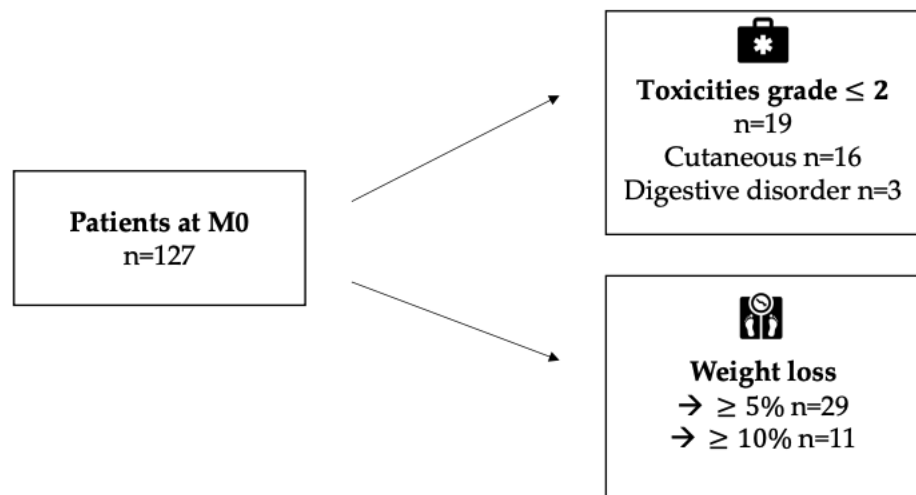 Patients at M0
n=127
Toxicities grade ≤ 2
n=19
Cutaneous n=16
Digestive disorder n=3
Weight loss
→ ≥ 5% n=29
→ ≥ 10% n=11